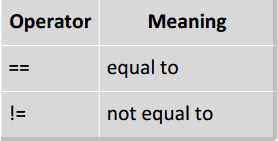 Operator Meaning
== equal to
!= not equal to